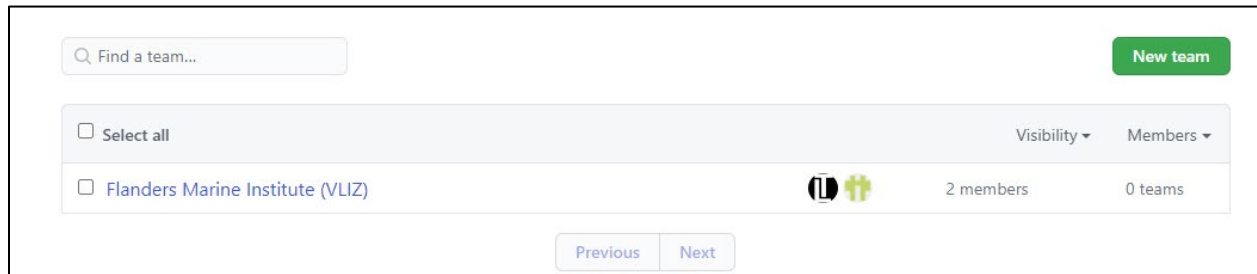 Find a team...
New team
Select all
Visibility
Members
Flanders Marine Institute (VLIZ)
2 members
0 teams
Previous
Next